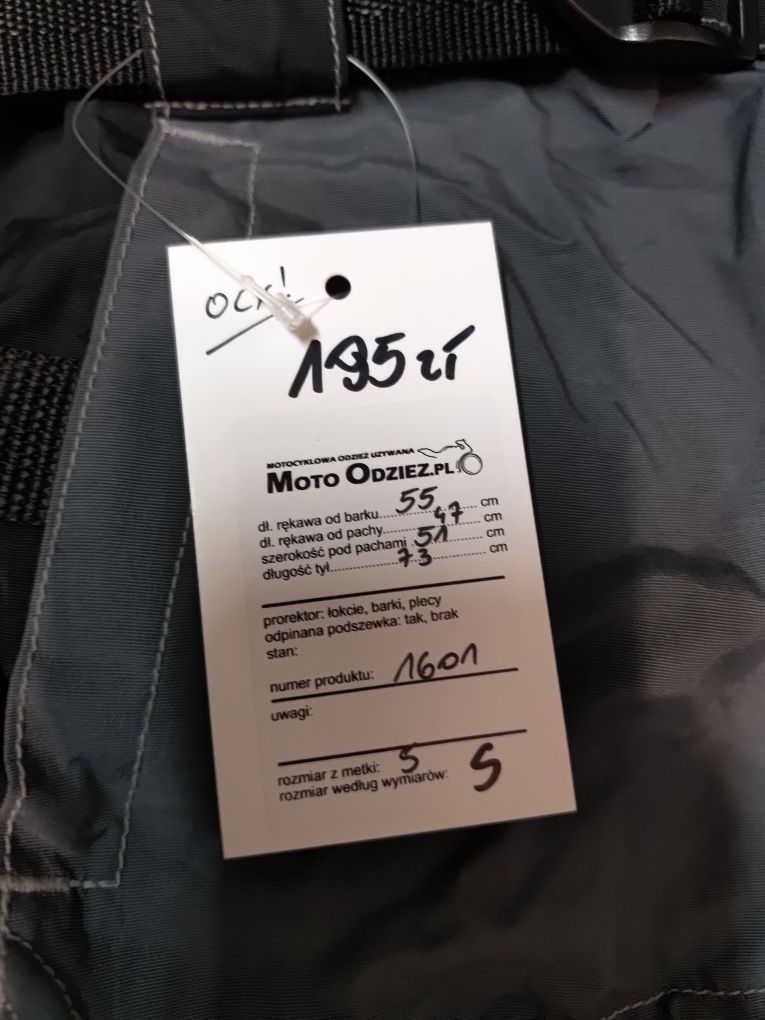 195 zł
MOTOCYKLOWA ODZIEŻ UŻYWANA
MOTO ODZIEZ.PL
dł. rękawa od barku 55 cm
dł. rękawa od pachy 47 cm
szerokość pod pachami 51 cm
długość tył 73 cm
prorektor: łokcie, barki, plecy
odpinana podszewka: tak, brak
stan:
numer produktu: 1601
uwagi:
rozmiar z metki: S
rozmiar według wymiarów: S